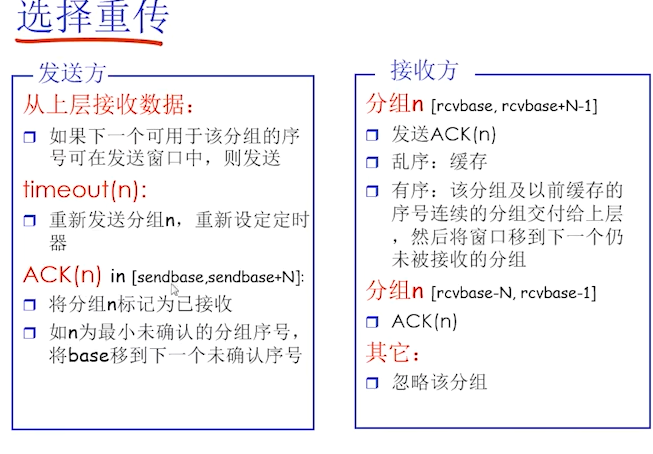 选择重传
发送方
从上层接收数据：
如果下一个可用于该分组的序
号可在发送窗口中，则发送
timeout(n):
重新发送分组n，重新设定定时
器
ACK(n) in [sendbase,sendbase+N]:
将分组n标记为已接收
如n为最小未确认的分组序号，
将base移到下一个未确认序号
接收方
分组n [rcvbase, rcvbase+N-1]
发送ACK(n)
乱序：缓存
有序：该分组及以前缓存的
序号连续的分组交付给上层
，然后将窗口移到下一个仍
未被接收的分组
分组n [rcvbase-N, rcvbase-1]
ACK(n)
其它：
忽略该分组